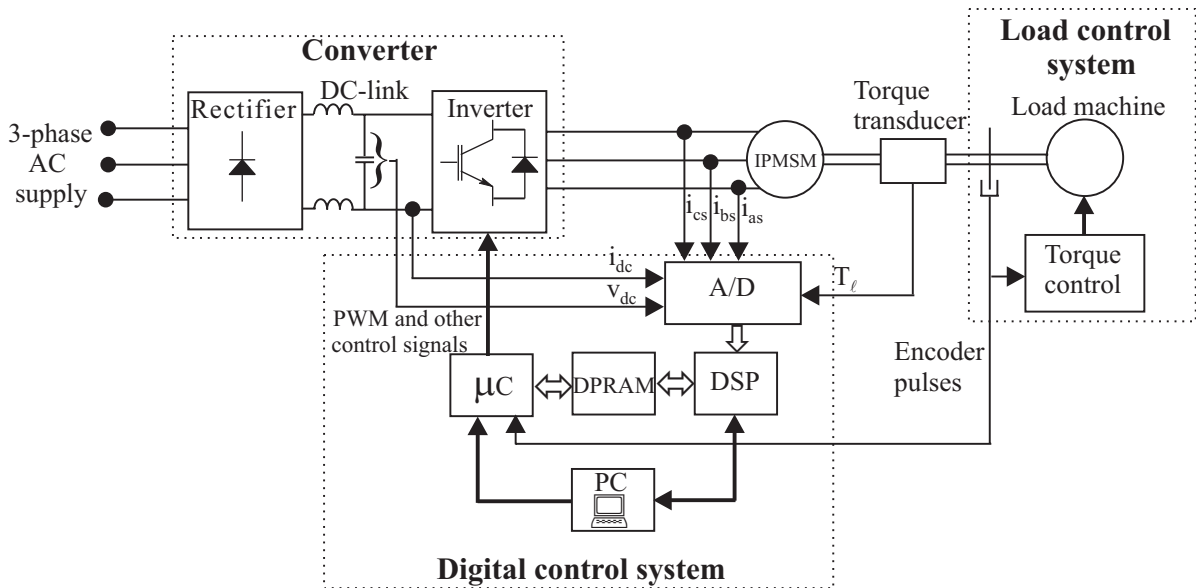 Converter
Load control
system
DC-link
Rectifier
Inverter
Torque
transducer
Load machine
3-phase
AC
supply
IPMSM
i_cs
i_bs
i_as
i_dc
v_dc
A/D
T_ℓ
Torque
control
PWM and other
control signals
Encoder
pulses
μC
DPRAM
DSP
PC
Digital control system